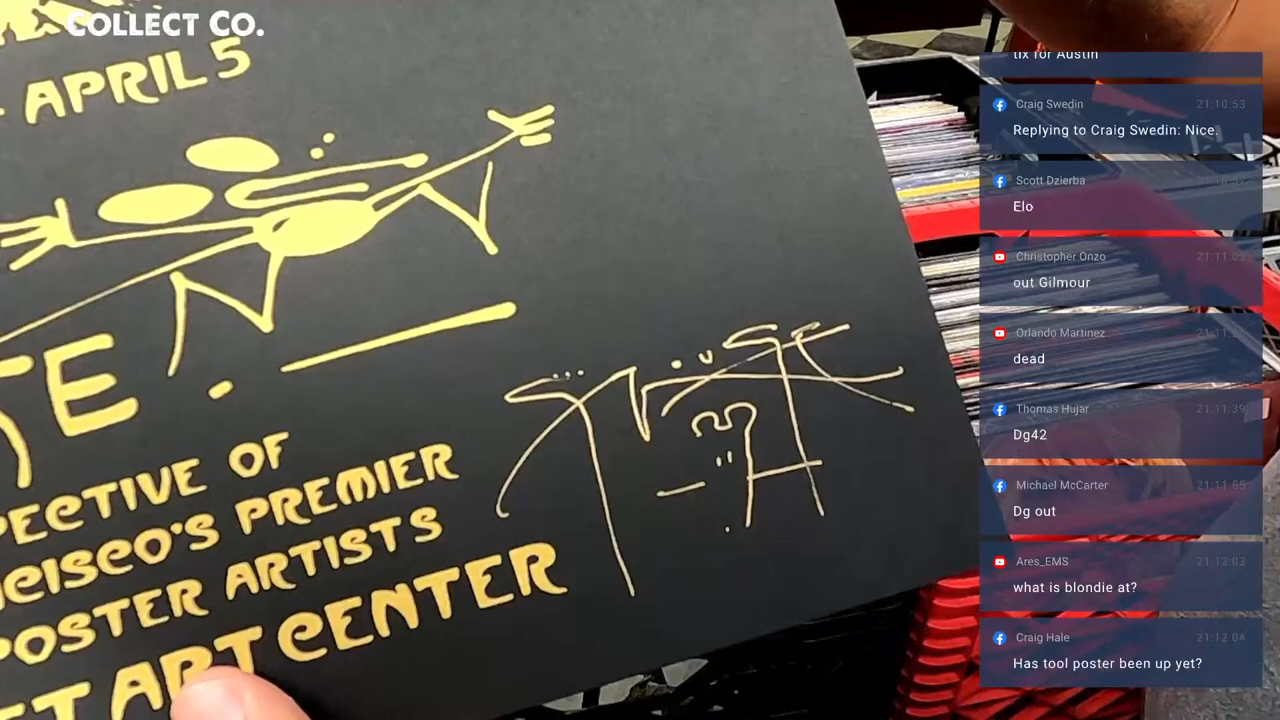 COLLECT CO.
APRIL 5
TE
PECTIVE OF
NCISCO'S PREMIER
POSTER ARTISTS
ART CENTER
tix for Austin
Craig Swedin 21:10:53
Replying to Craig Swedin: Nice.
Scott Dzierba
Elo
Christopher Onzo
out Gilmour
Orlando Martinez
dead
Thomas Hujar 21:11:39
Dg42
Michael McCarter 21:11:55
Dg out
Ares_EMS 21:12:03
what is blondie at?
Craig Hale 21:12:04
Has tool poster been up yet?